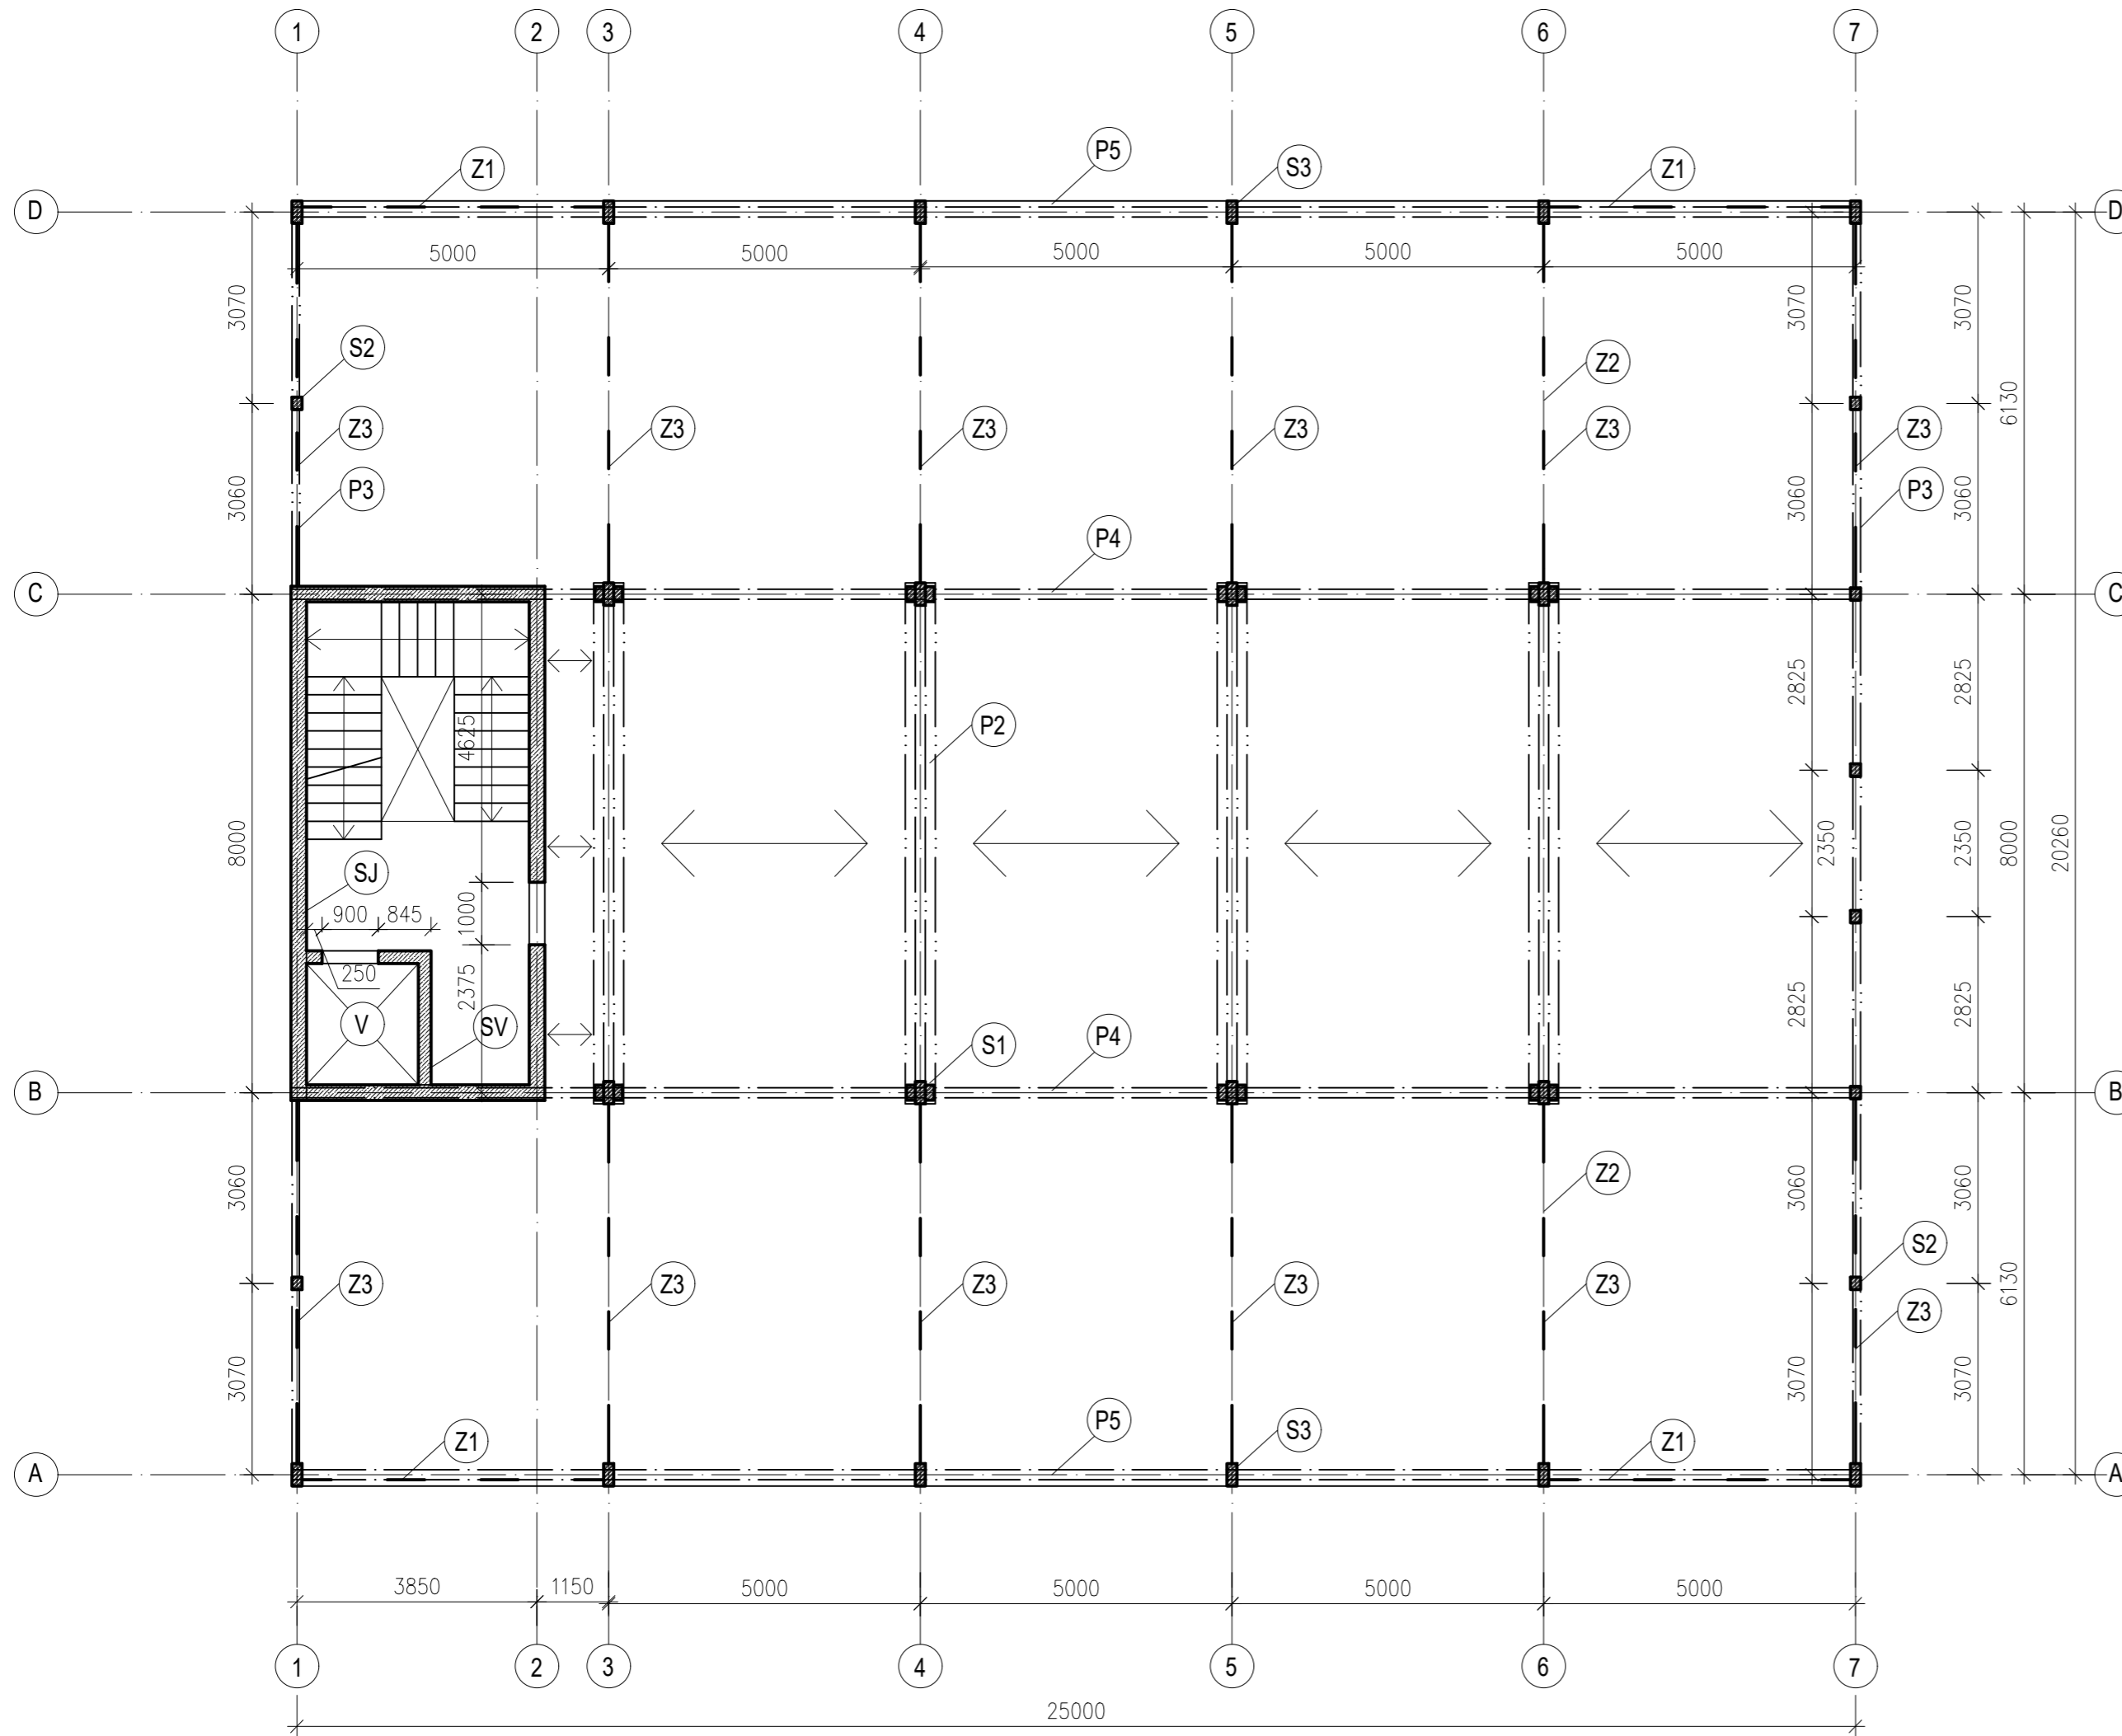 1 2 3 4 5 6 7
P5
Z1 S3 Z1
D D
5000 5000 5000 5000 5000
3070 3070 3070
S2 Z2
6130
Z3 Z3 Z3 Z3 Z3 Z3
P3 P3
3060 3060 3060
P4
C C
2825 2825
4625 P2
8000 2350 2350 8000 20260
SJ
900 845 1000
250 2375
2825 2825
V SV S1 P4
B B
3060 3060 3060
Z2
S2
Z3 Z3 Z3 Z3 Z3 6130
Z3
3070 3070 3070
Z1 P5 S3 Z1
A A
3850 1150 5000 5000 5000 5000
1 2 3 4 5 6 7
25000